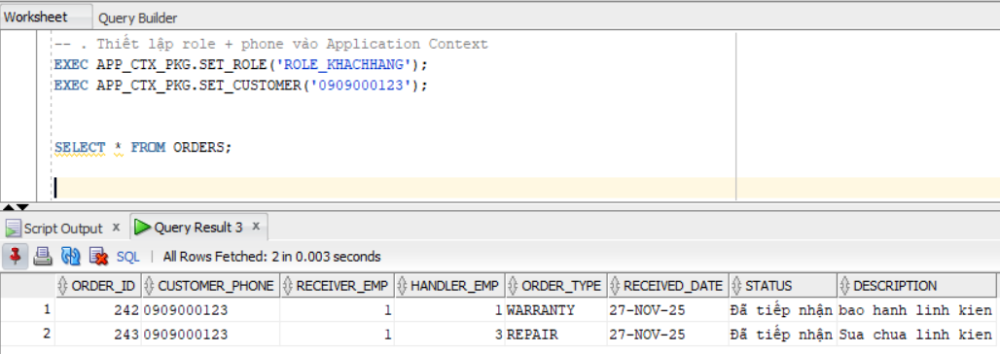 Worksheet Query Builder
-- . Thiết lập role + phone vào Application Context
EXEC APP_CTX_PKG.SET_ROLE('ROLE_KHACHHANG');
EXEC APP_CTX_PKG.SET_CUSTOMER('0909000123');
SELECT * FROM ORDERS;
Script Output x Query Result 3 x
SQL | All Rows Fetched: 2 in 0.003 seconds
ORDER_ID CUSTOMER_PHONE RECEIVER_EMP HANDLER_EMP ORDER_TYPE RECEIVED_DATE STATUS DESCRIPTION
1 242 0909000123 1 1 WARRANTY 27-NOV-25 Đã tiếp nhận bao hanh linh kien
2 243 0909000123 1 3 REPAIR 27-NOV-25 Đã tiếp nhận Sua chua linh kien